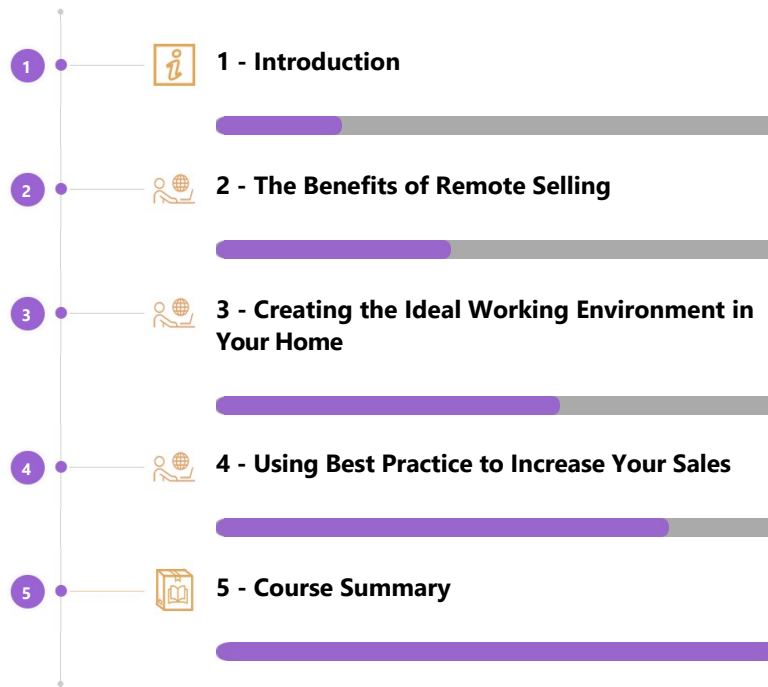 1
1 - Introduction
2
2 - The Benefits of Remote Selling
3
3 - Creating the Ideal Working Environment in
Your Home
4
4 - Using Best Practice to Increase Your Sales
5
5 - Course Summary